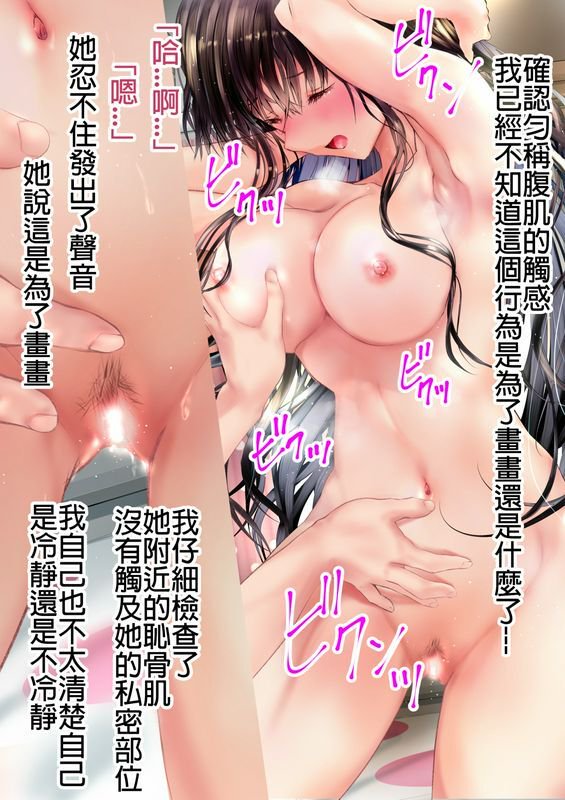 確認勻稱腹肌的觸感
我已經不知道這個行為是為了畫畫還是什麼了┅
ビクンッ
ビクッ
ビクッ
ビクッ
ビクッ
ビクンッ
「哈…啊…」
「嗯…」
她忍不住發出了聲音
她說這是為了畫畫
我仔細檢查了
她附近的恥骨肌
沒有觸及她的私密部位
我自己也不太清楚自己
是冷靜還是不冷靜